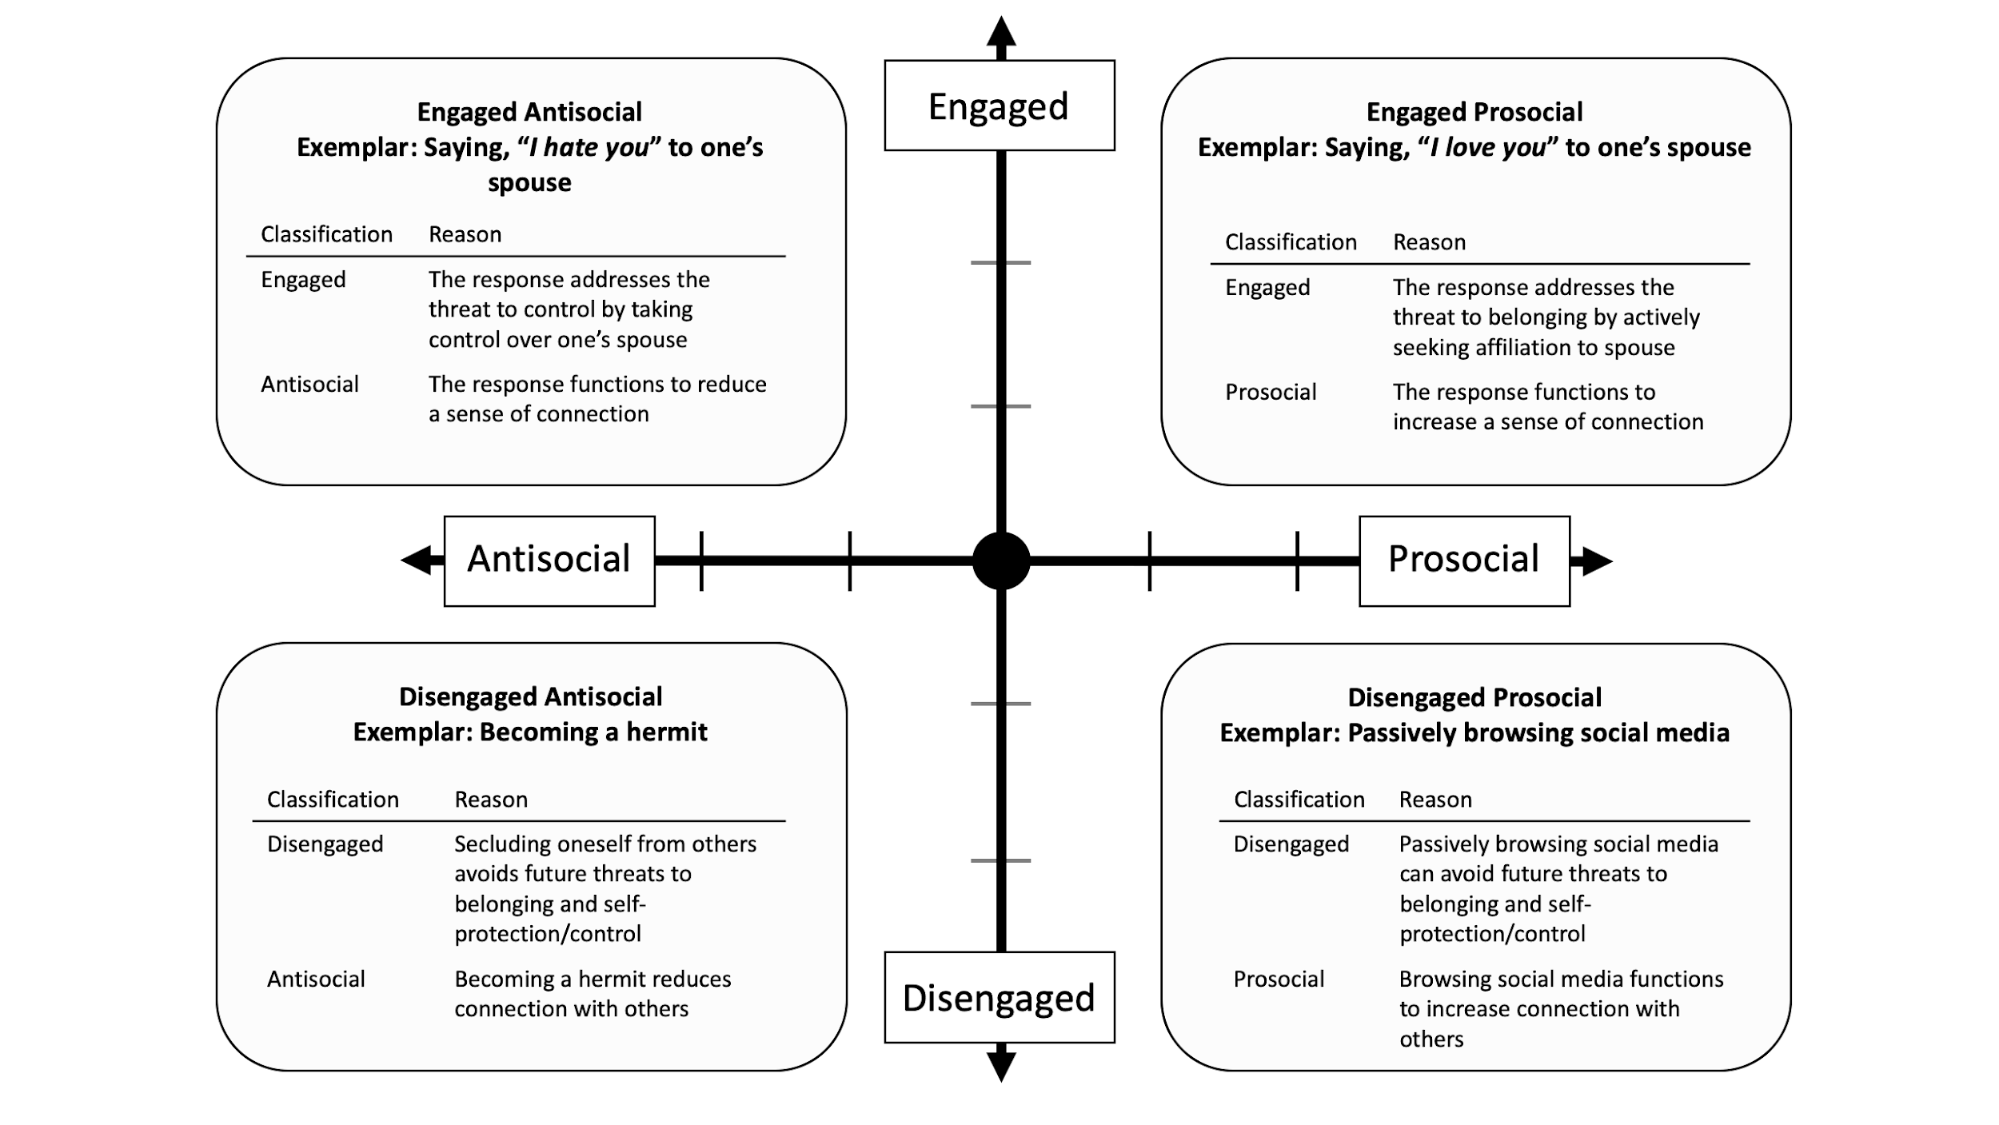 Engaged
Engaged Antisocial
Exemplar: Saying, “I hate you” to one’s
spouse
Classification Reason
Engaged The response addresses the
threat to control by taking
control over one’s spouse
Antisocial The response functions to reduce
a sense of connection
Engaged Prosocial
Exemplar: Saying, “I love you” to one’s spouse
Classification Reason
Engaged The response addresses the
threat to belonging by actively
seeking affiliation to spouse
Prosocial The response functions to
increase a sense of connection
Antisocial
Prosocial
Disengaged Antisocial
Exemplar: Becoming a hermit
Classification Reason
Disengaged Secluding oneself from others
avoids future threats to
belonging and self-
protection/control
Antisocial Becoming a hermit reduces
connection with others
Disengaged Prosocial
Exemplar: Passively browsing social media
Classification Reason
Disengaged Passively browsing social media
can avoid future threats to
belonging and self-
protection/control
Prosocial Browsing social media functions
to increase connection with
others
Disengaged